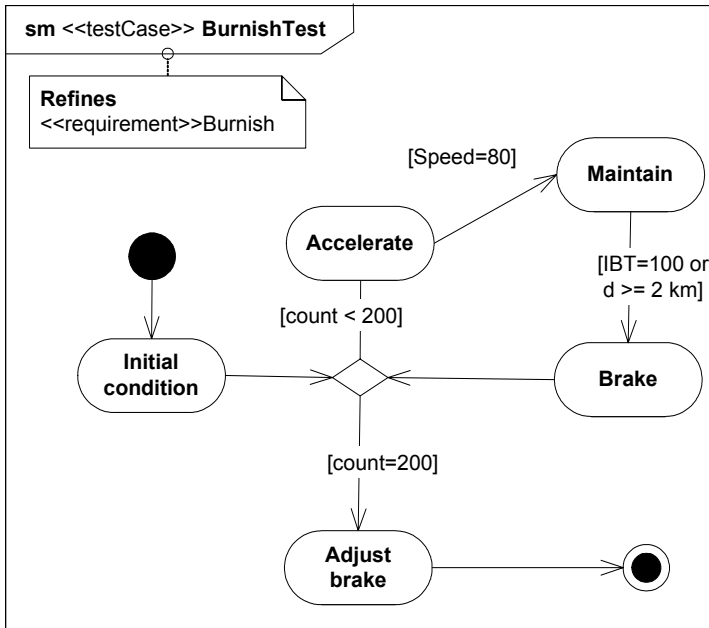 sm <<testCase>> BurnishTest
Refines
<<requirement>>Burnish
[Speed=80]
Maintain
Accelerate
[IBT=100 or
d >= 2 km]
[count < 200]
Initial
condition
Brake
[count=200]
Adjust
brake